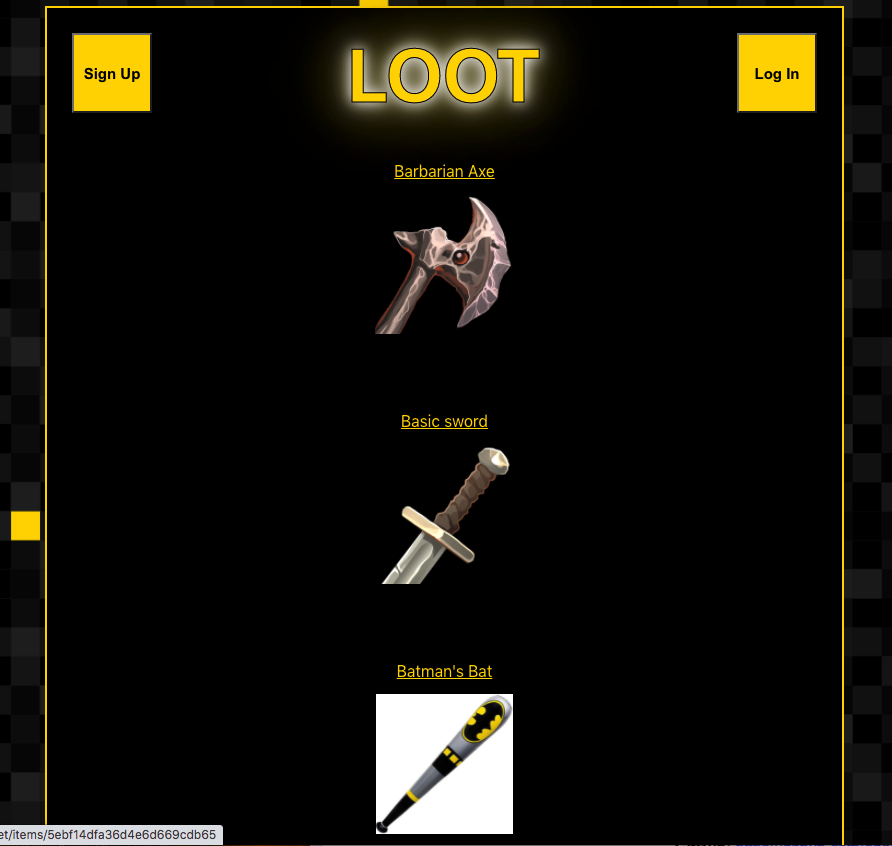 Sign Up
LOOT
Log In
Barbarian Axe
Basic sword
Batman's Bat
et/items/5ebf14dfa36d4e6d669cdb65